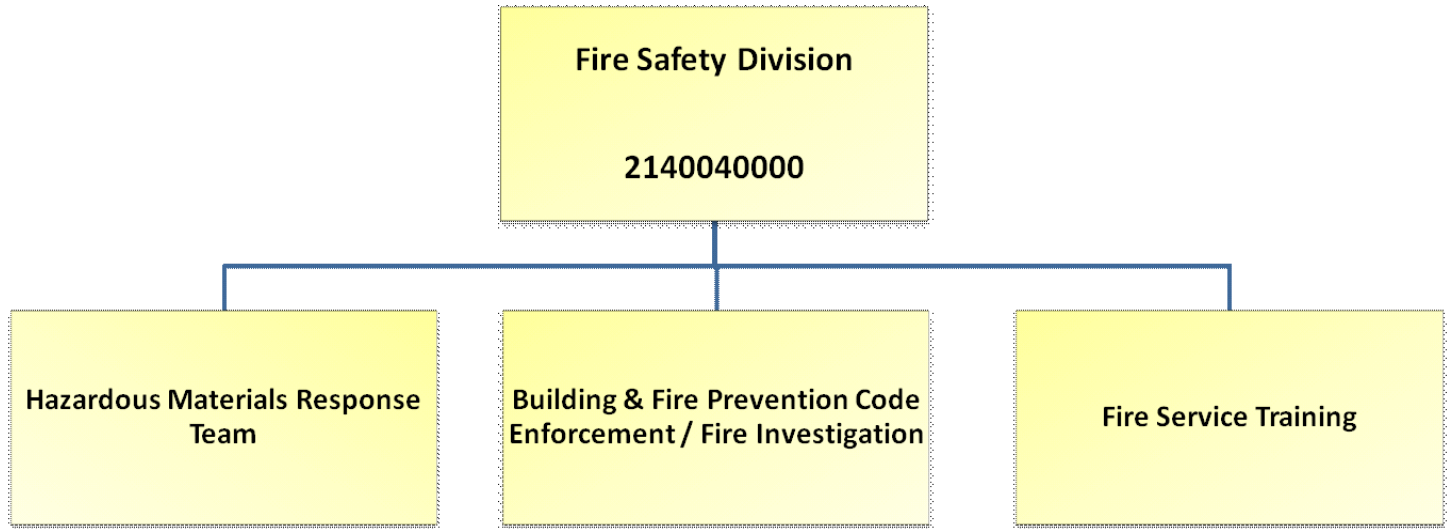 Fire Safety Division
2140040000
Hazardous Materials Response
Team
Building & Fire Prevention Code
Enforcement / Fire Investigation
Fire Service Training